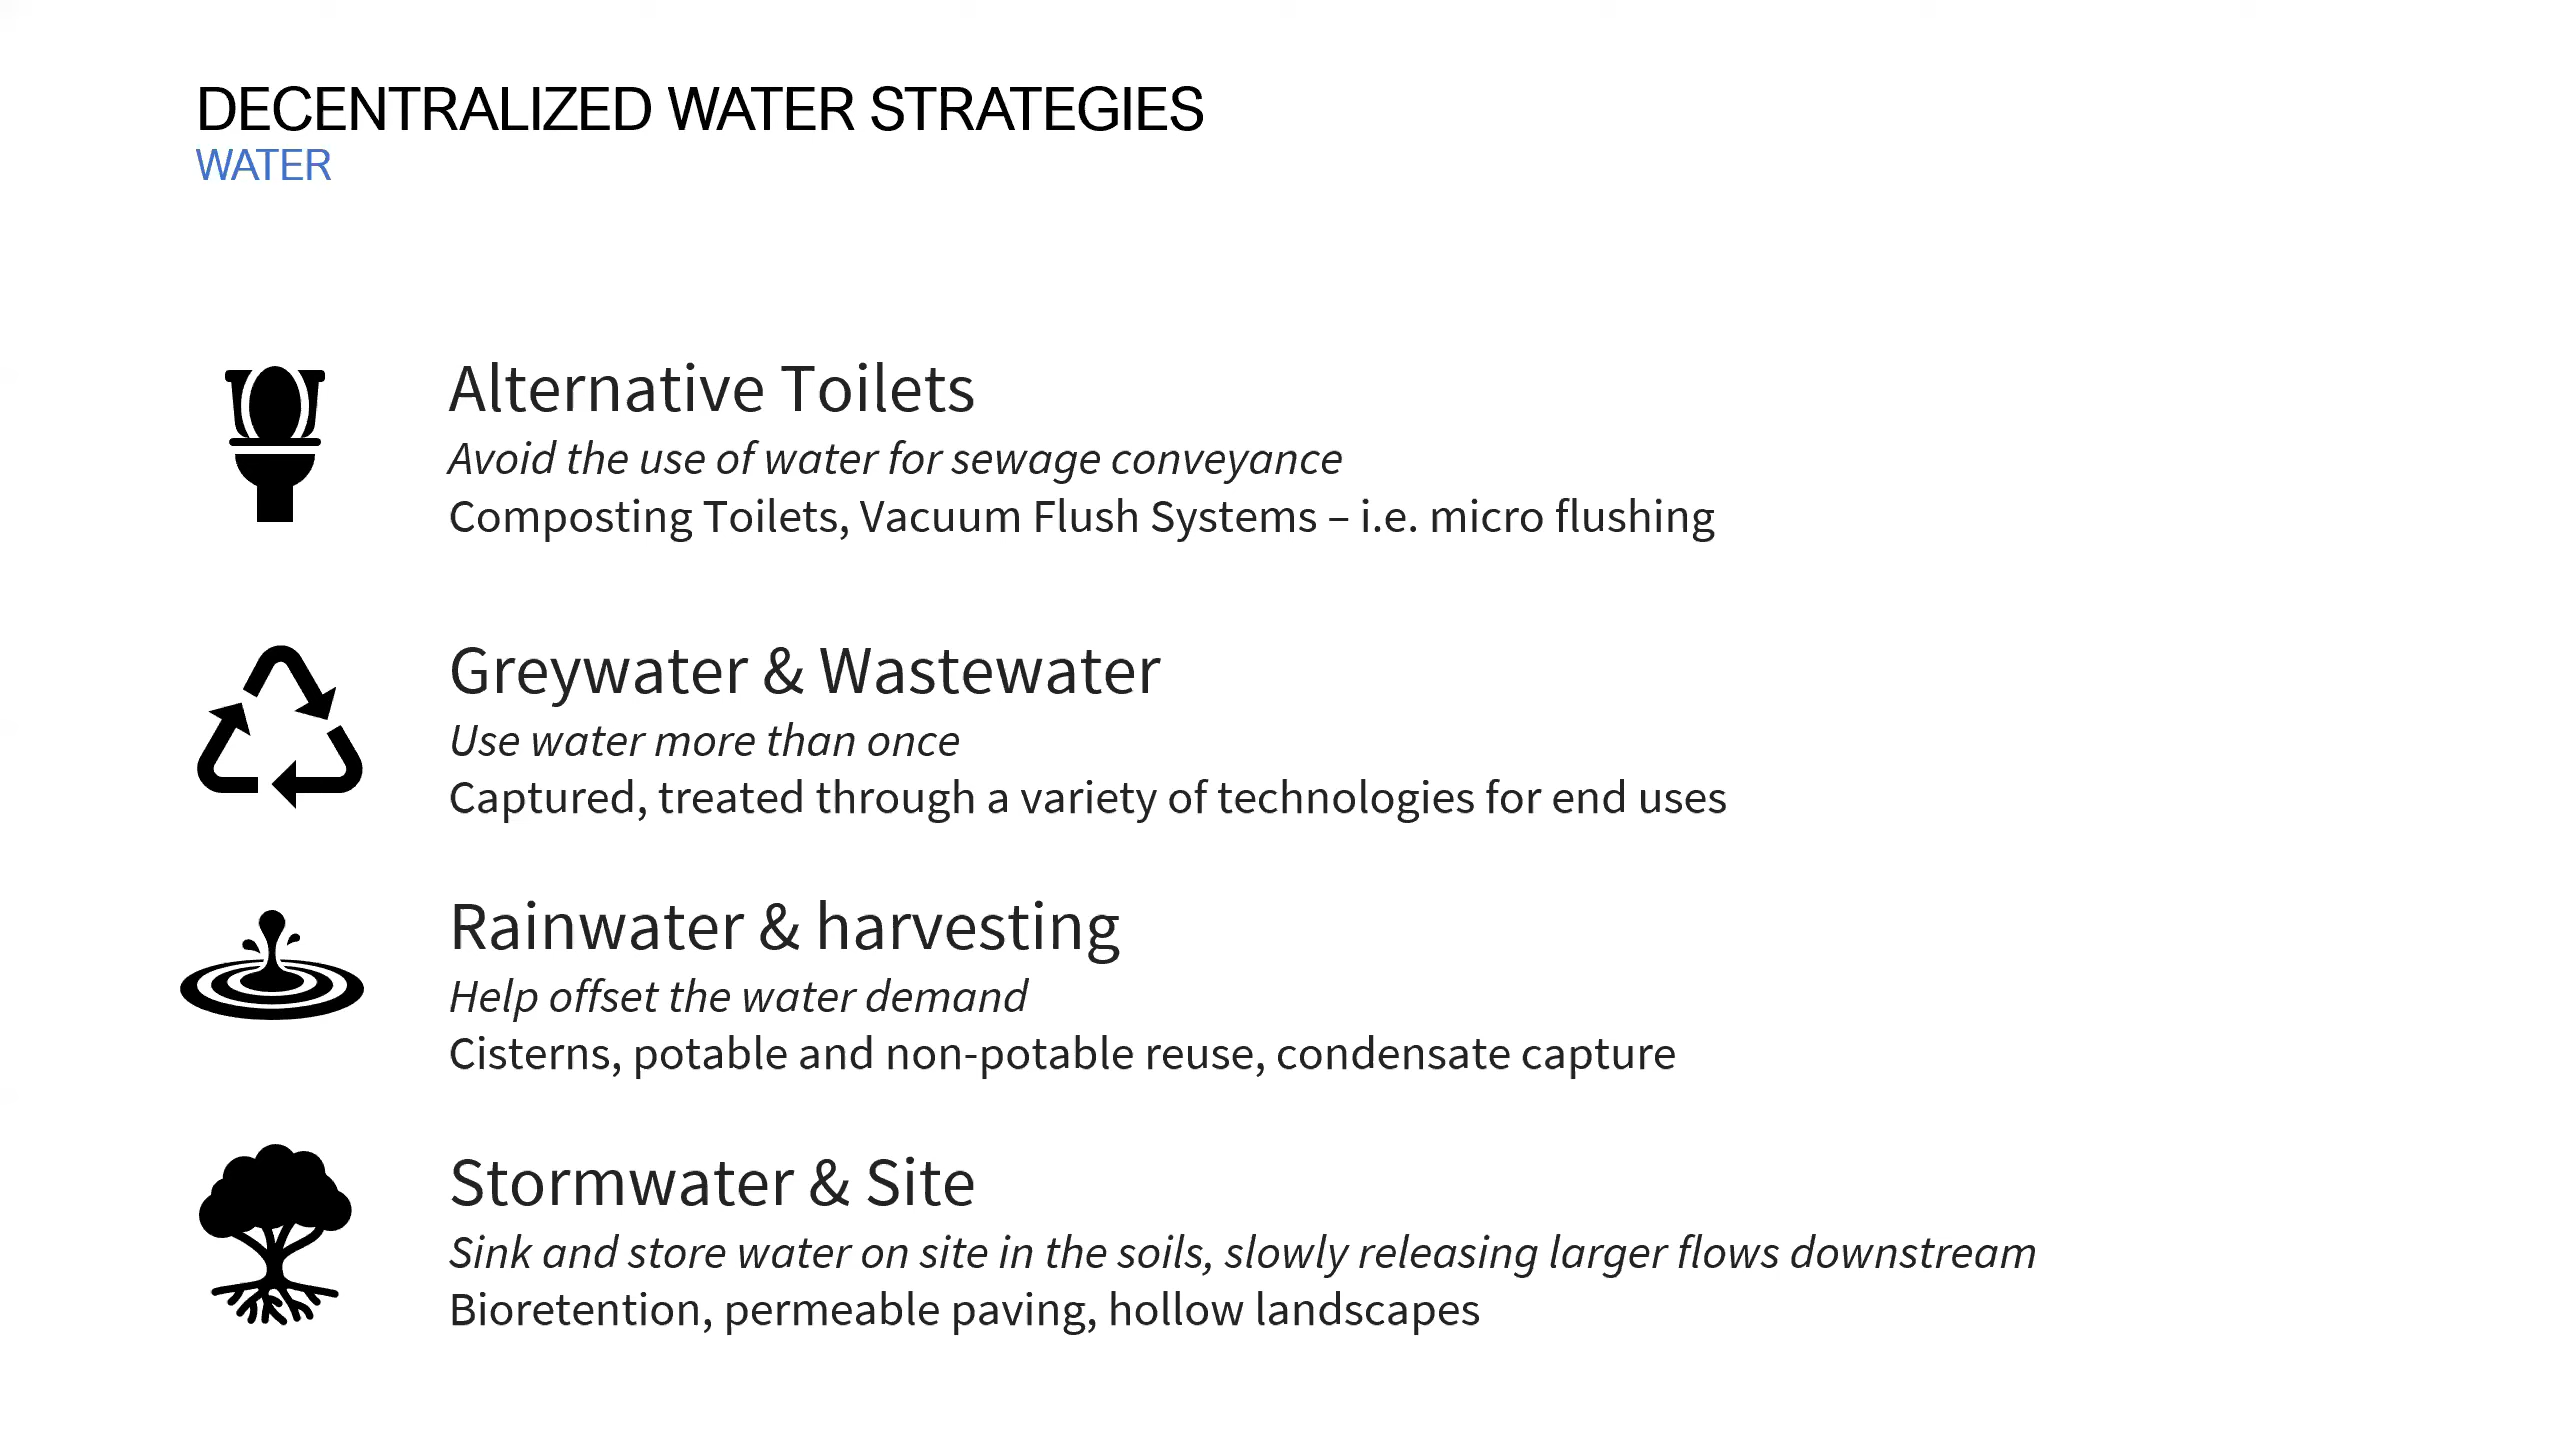 DECENTRALIZED WATER STRATEGIES
WATER
Alternative Toilets
Avoid the use of water for sewage conveyance
Composting Toilets, Vacuum Flush Systems – i.e. micro flushing
Greywater & Wastewater
Use water more than once
Captured, treated through a variety of technologies for end uses
Rainwater & harvesting
Help offset the water demand
Cisterns, potable and non-potable reuse, condensate capture
Stormwater & Site
Sink and store water on site in the soils, slowly releasing larger flows downstream
Bioretention, permeable paving, hollow landscapes